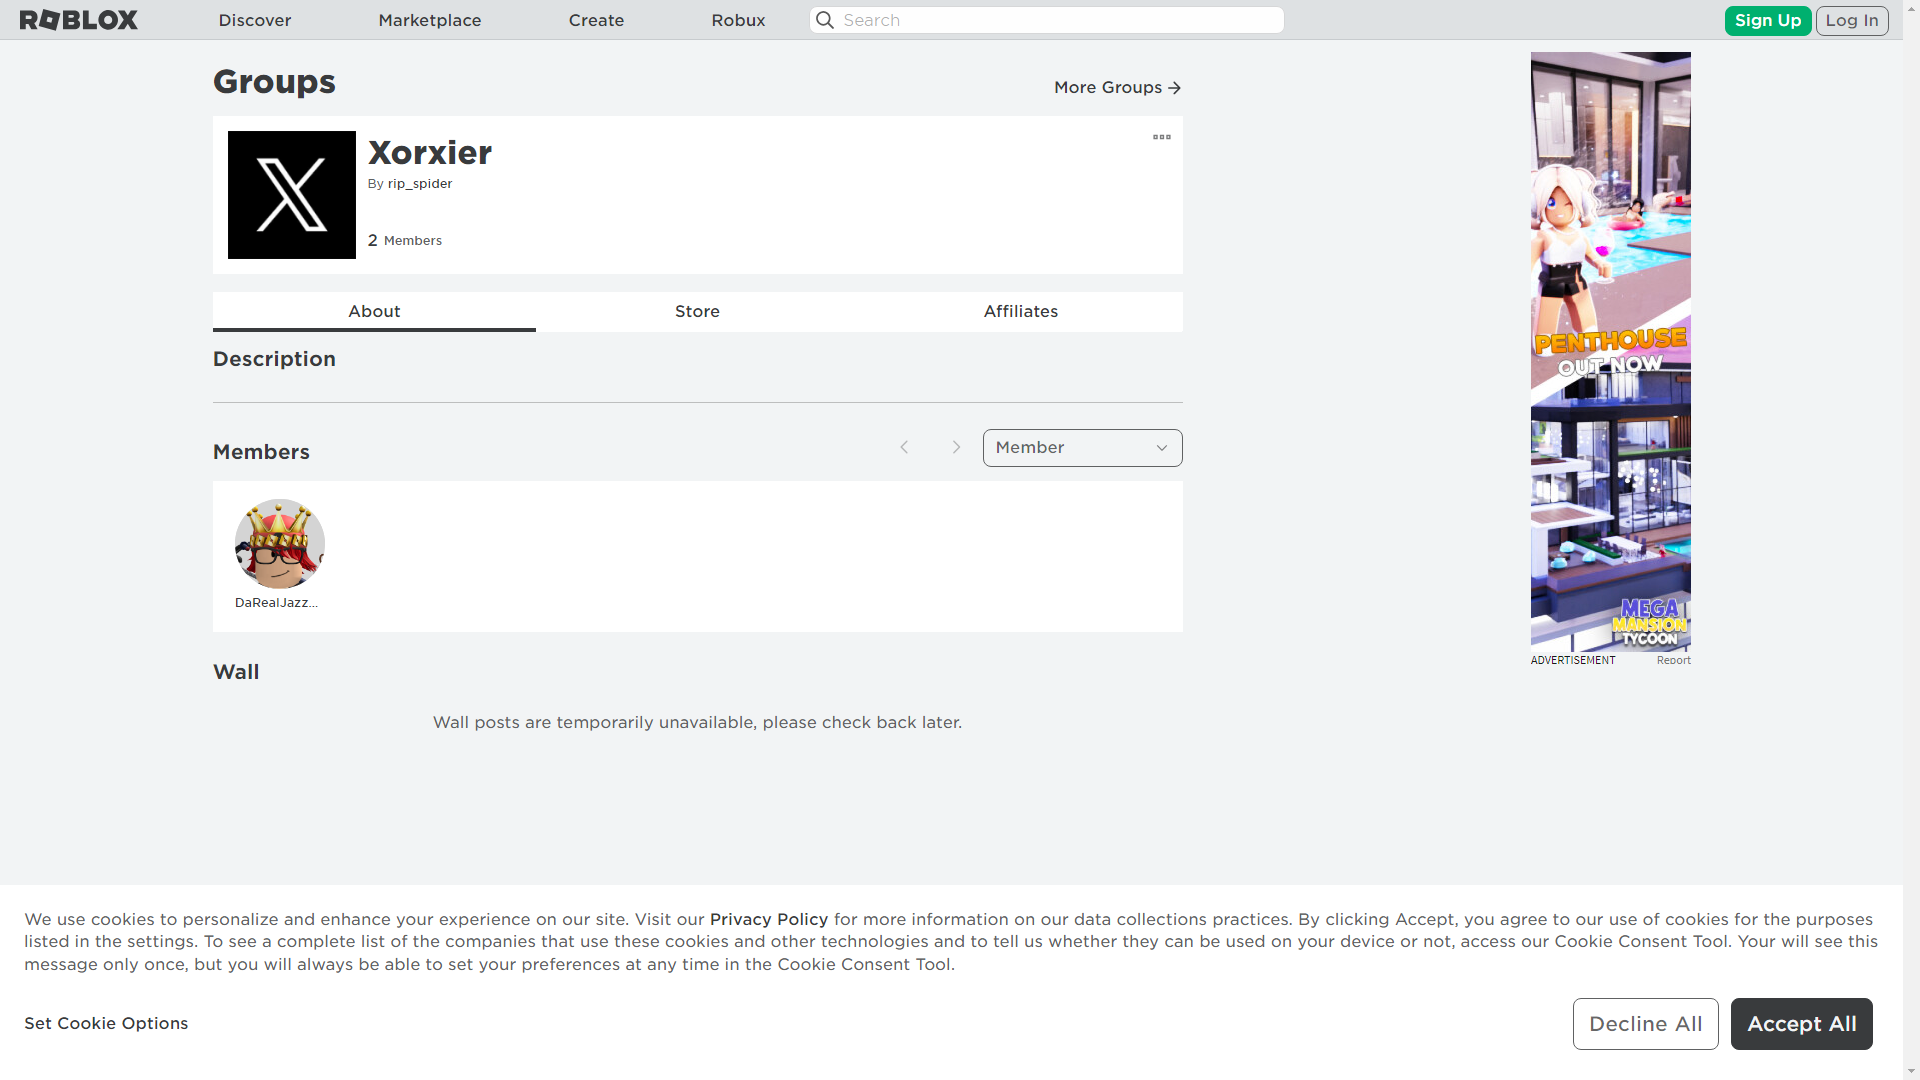 ROBLOX
Discover
Marketplace
Create
Robux
Search
Sign Up
Log In
Groups
More Groups
Xorxier
By rip_spider
2 Members
About
Store
Affiliates
Description
Members
Member
DaRealJazz...
Wall
Wall posts are temporarily unavailable, please check back later.
PENTHOUSE
OUT NOW
MEGA
MANSION
TYCOON
ADVERTISEMENT
Report
We use cookies to personalize and enhance your experience on our site. Visit our Privacy Policy for more information on our data collections practices. By clicking Accept, you agree to our use of cookies for the purposes
listed in the settings. To see a complete list of the companies that use these cookies and other technologies and to tell us whether they can be used on your device or not, access our Cookie Consent Tool. Your will see this
message only once, but you will always be able to set your preferences at any time in the Cookie Consent Tool.
Set Cookie Options
Decline All
Accept All